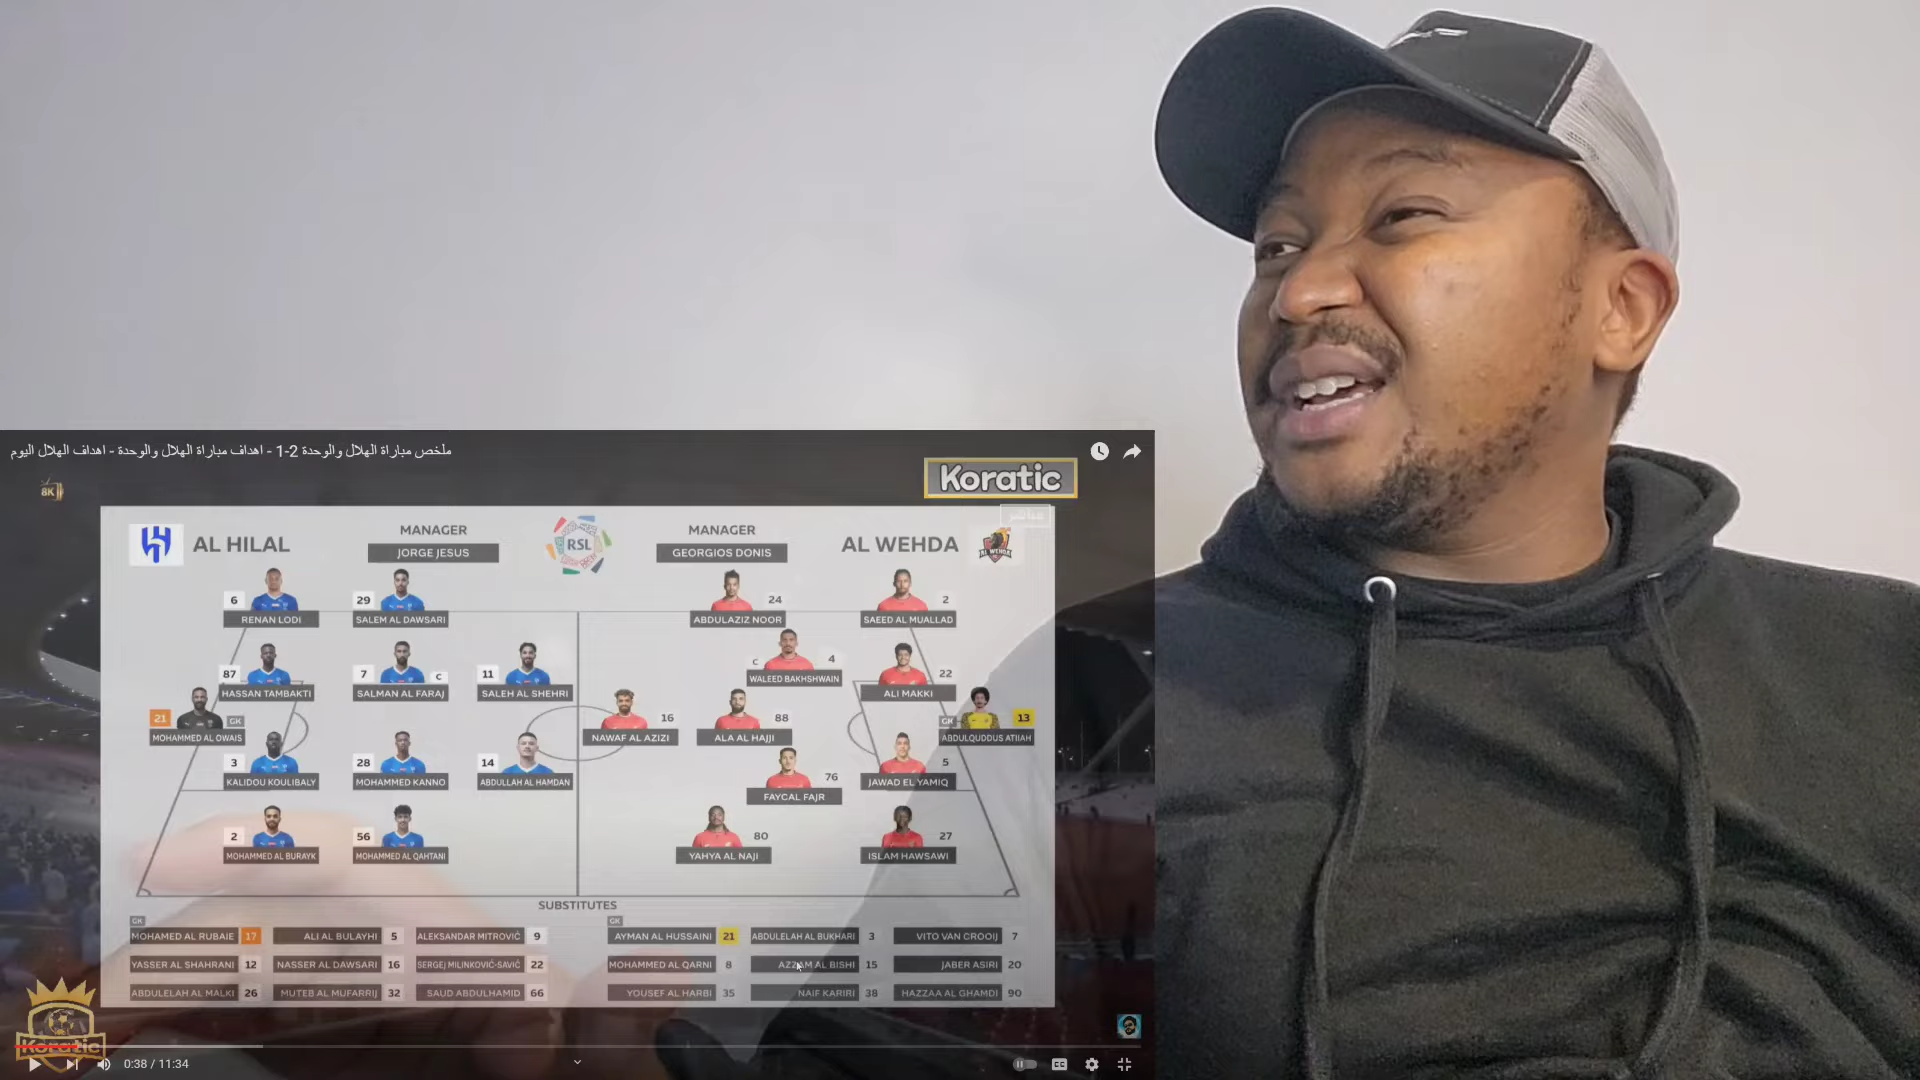 ملخص مباراة الهلال والوحدة 2-1 - اهداف مباراة الهلال والوحدة - اهداف الهلال اليوم
8K
Koratic
مباشر
AL HILAL
MANAGER
JORGE JESUS
RSL
MANAGER
GEORGIOS DONIS
AL WEHDA
AL WEHDA
6
RENAN LODI
29
SALEM AL DAWSARI
24
ABDULAZIZ NOOR
2
SAEED AL MUALLAD
87
HASSAN TAMBAKTI
7
C
SALMAN AL FARAJ
11
SALEH AL SHEHRI
C
4
WALEED BAKHSHWAIN
22
ALI MAKKI
21
GK
MOHAMMED AL OWAIS
16
NAWAF AL AZIZI
88
ALA AL HAJJI
GK
13
ABDULQUDDUS ATIIAH
3
KALIDOU KOULIBALY
28
MOHAMMED KANNO
14
ABDULLAH AL HAMDAN
76
FAYCAL FAJR
5
JAWAD EL YAMIQ
2
MOHAMMED AL BURAYK
56
MOHAMMED AL QAHTANI
80
YAHYA AL NAJI
27
ISLAM HAWSAWI
SUBSTITUTES
GK
GK
MOHAMED AL RUBAIE 17
ALI AL BULAYHI 5
ALEKSANDAR MITROVIĆ 9
AYMAN AL HUSSAINI 21
ABDULELAH AL BUKHARI 3
VITO VAN CROOIJ 7
YASSER AL SHAHRANI 12
NASSER AL DAWSARI 16
SERGEJ MILINKOVIĆ-SAVIĆ 22
MOHAMMED AL QARNI 8
AZZAM AL BISHI 15
JABER ASIRI 20
ABDULELAH AL MALKI 26
MUTEB AL MUFARRIJ 32
SAUD ABDULHAMID 66
YOUSEF AL HARBI 35
NAIF KARIRI 38
HAZZAA AL GHAMDI 90
Koratic
0:38 / 11:34
CC